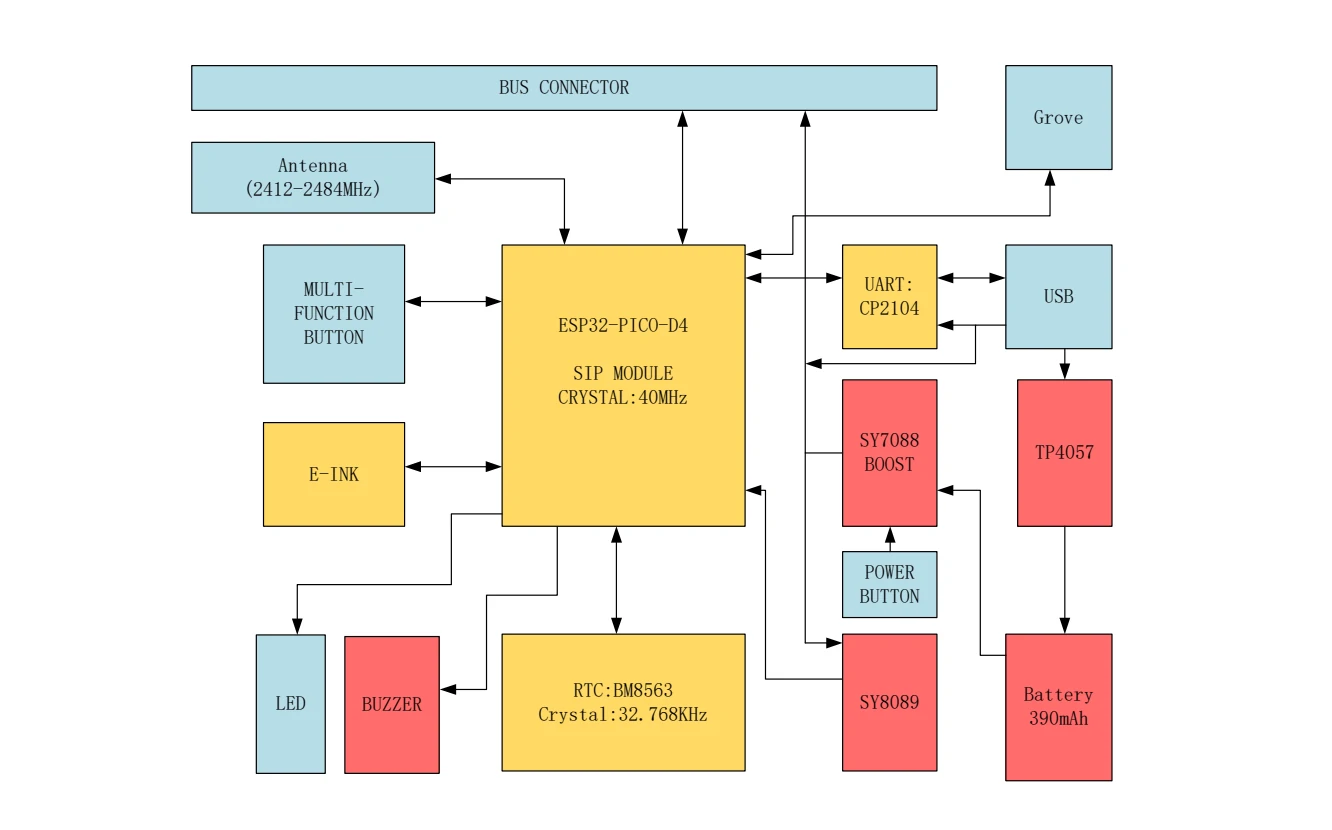 BUS CONNECTOR
Grove
Antenna
(2412-2484MHz)
MULTI-
FUNCTION
BUTTON
ESP32-PICO-D4
SIP MODULE
CRYSTAL:40MHz
UART:
CP2104
USB
E-INK
SY7088
BOOST
TP4057
POWER
BUTTON
LED
BUZZER
RTC:BM8563
Crystal:32.768KHz
SY8089
Battery
390mAh